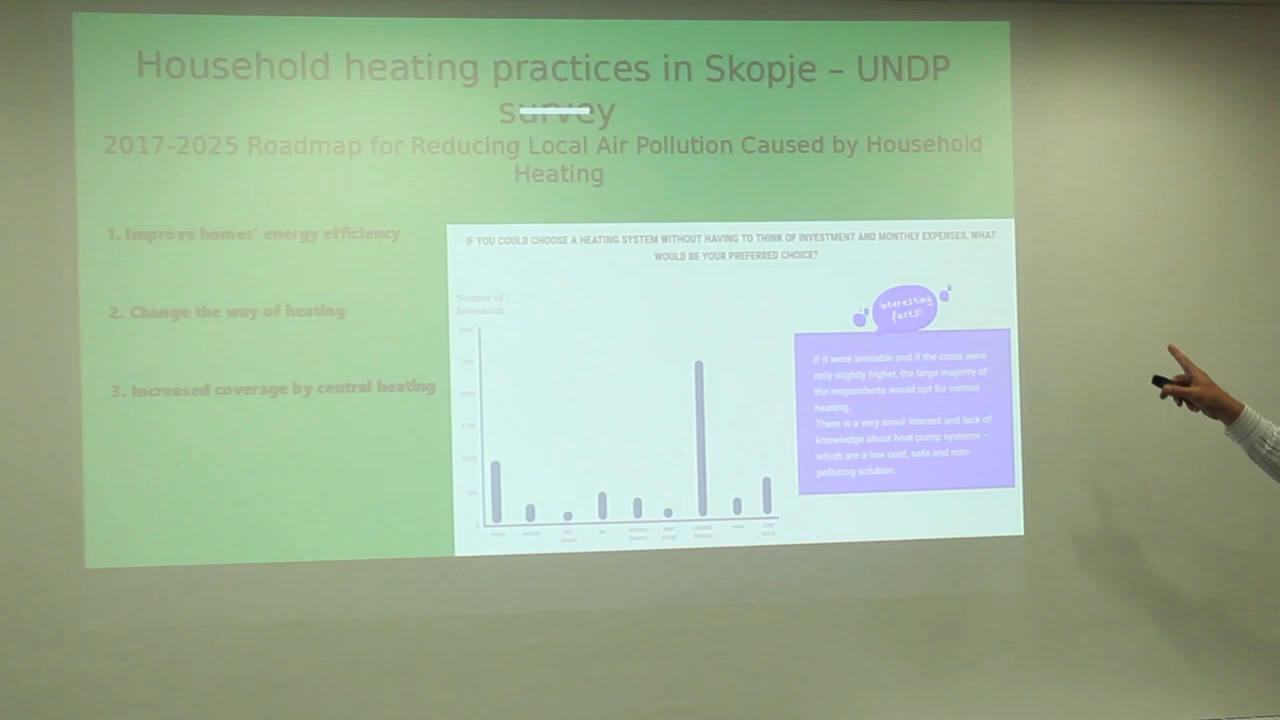 Household heating practices in Skopje – UNDP
survey
2017-2025 Roadmap for Reducing Local Air Pollution Caused by Household
Heating
1. Improve homes' energy efficiency
2. Change the way of heating
3. Increased coverage by central heating
IF YOU COULD CHOOSE A HEATING SYSTEM WITHOUT HAVING TO THINK OF INVESTMENT AND MONTHLY EXPENSES, WHAT
WOULD BE YOUR PREFERRED CHOICE?
Number of
households
wood
pellets
central
heating
interesting
facts!
If it were available and if the costs were
only slightly higher, the large majority of
the respondents would opt for central
heating.
There is a very small interest and lack of
knowledge about heat pump systems –
which are a low cost, safe and non-
polluting solution.